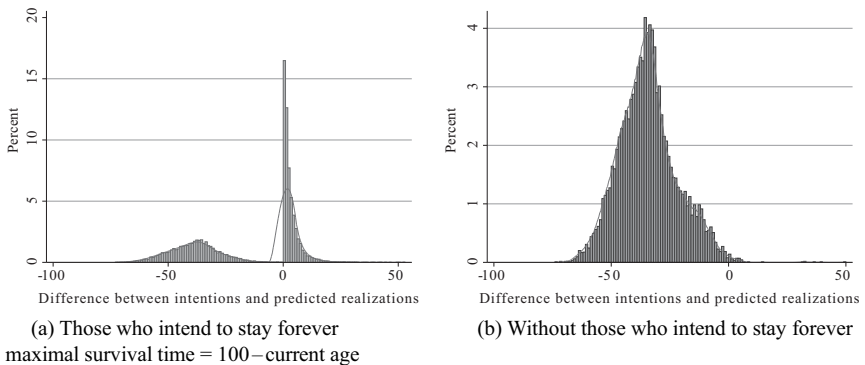 20
15
10
5
0
Percent
-100
-50
0
50
Difference between intentions and predicted realizations
(a) Those who intend to stay forever
maximal survival time = 100–current age
4
3
2
1
0
Percent
-100
-50
0
50
Difference between intentions and predicted realizations
(b) Without those who intend to stay forever